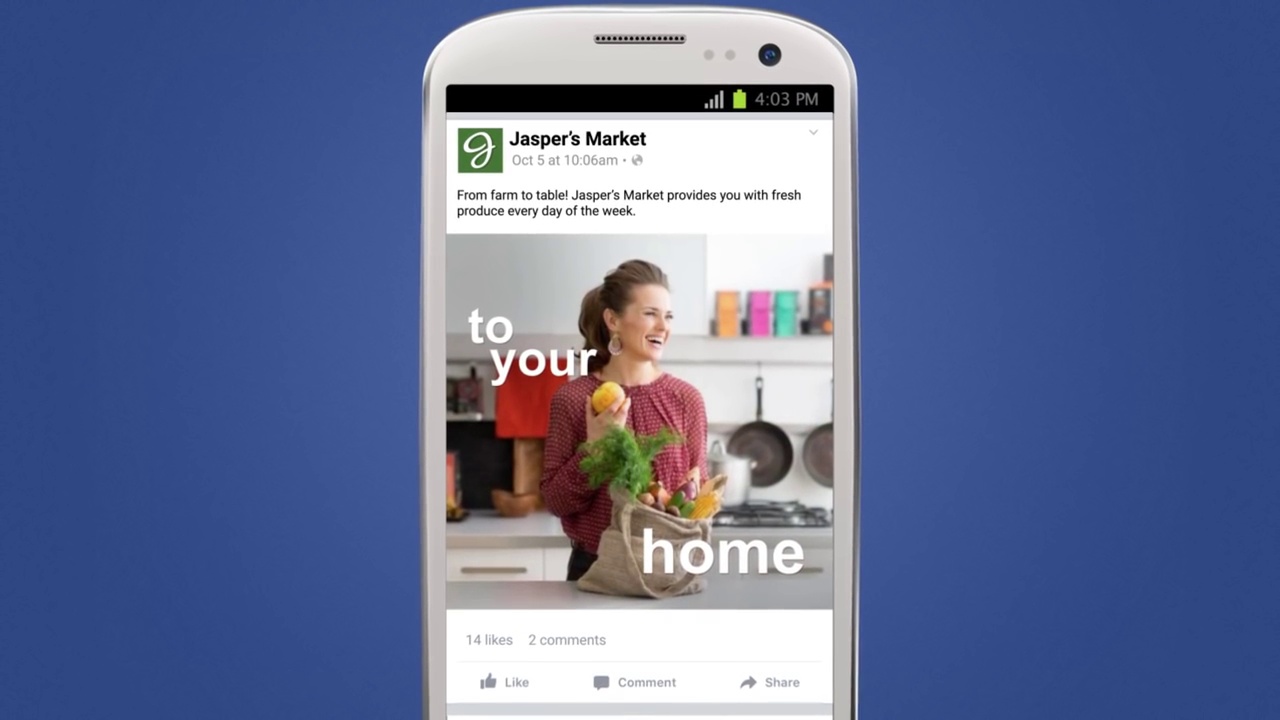 4:03 PM
Jasper's Market
Oct 5 at 10:06am •
From farm to table! Jasper's Market provides you with fresh
produce every day of the week.
to
your
home
14 likes 2 comments
Like Comment Share